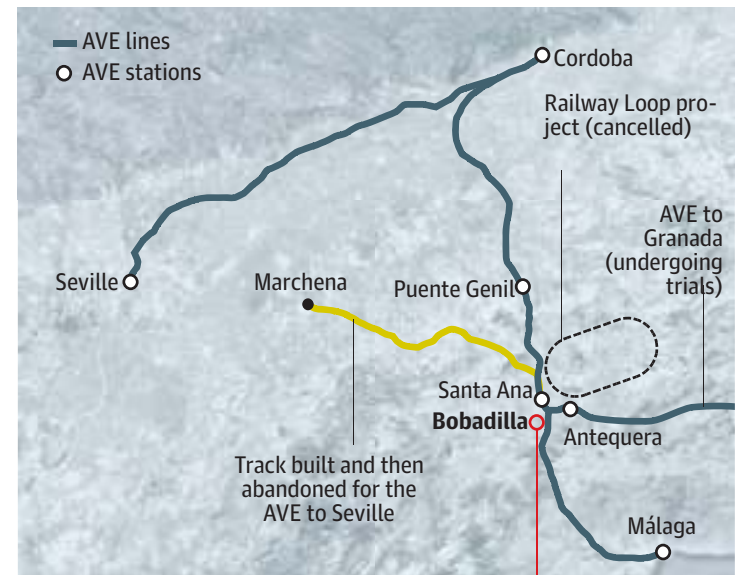 AVE lines
AVE stations
Cordoba
Railway Loop pro-
ject (cancelled)
AVE to
Granada
(undergoing
trials)
Seville
Marchena
Puente Genil
Santa Ana
Bobadilla
Antequera
Track built and then
abandoned for the
AVE to Seville
Málaga